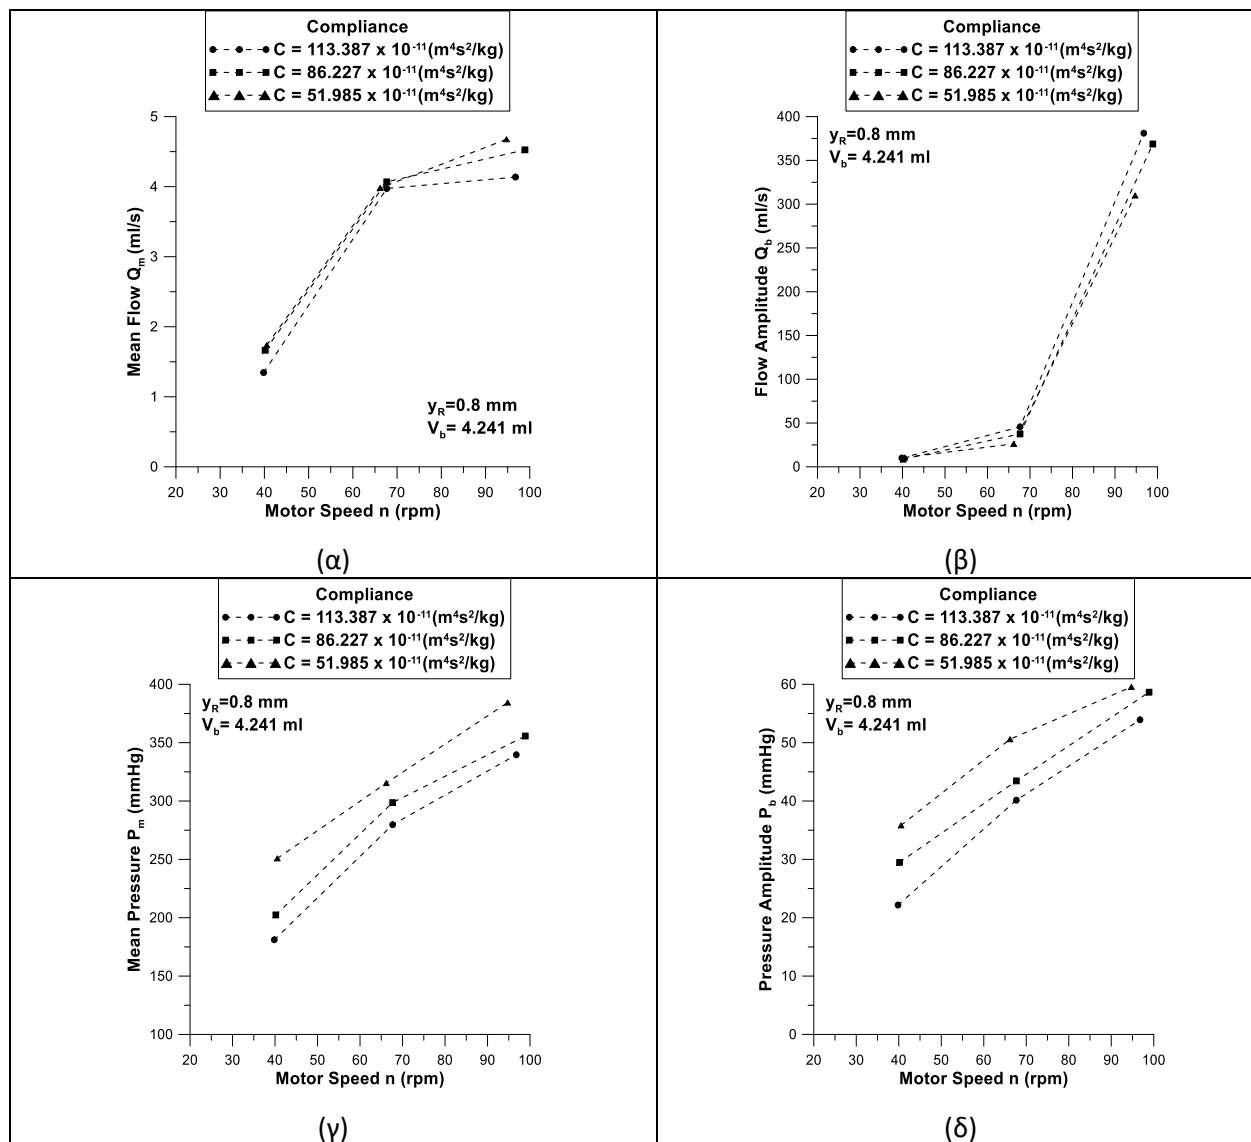 Compliance
C = 113.387 x 10⁻¹¹(m⁴s²/kg)
C = 86.227 x 10⁻¹¹(m⁴s²/kg)
C = 51.985 x 10⁻¹¹(m⁴s²/kg)
5
4
3
2
1
0
Mean Flow Qₘ (ml/s)
y_R=0.8 mm
V_b= 4.241 ml
20 30 40 50 60 70 80 90 100
Motor Speed n (rpm)
(α)
Compliance
C = 113.387 x 10⁻¹¹(m⁴s²/kg)
C = 86.227 x 10⁻¹¹(m⁴s²/kg)
C = 51.985 x 10⁻¹¹(m⁴s²/kg)
400
350
300
250
200
150
100
50
0
Flow Amplitude Q_b (ml/s)
y_R=0.8 mm
V_b= 4.241 ml
20 30 40 50 60 70 80 90 100
Motor Speed n (rpm)
(β)
Compliance
C = 113.387 x 10⁻¹¹(m⁴s²/kg)
C = 86.227 x 10⁻¹¹(m⁴s²/kg)
C = 51.985 x 10⁻¹¹(m⁴s²/kg)
400
350
300
250
200
150
100
Mean Pressure Pₘ (mmHg)
y_R=0.8 mm
V_b= 4.241 ml
20 30 40 50 60 70 80 90 100
Motor Speed n (rpm)
(γ)
Compliance
C = 113.387 x 10⁻¹¹(m⁴s²/kg)
C = 86.227 x 10⁻¹¹(m⁴s²/kg)
C = 51.985 x 10⁻¹¹(m⁴s²/kg)
60
50
40
30
20
10
0
Pressure Amplitude P_b (mmHg)
y_R=0.8 mm
V_b= 4.241 ml
20 30 40 50 60 70 80 90 100
Motor Speed n (rpm)
(δ)